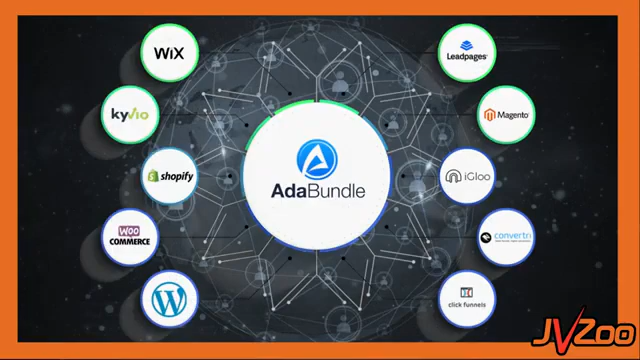 WiX
Leadpages
kyvio
Magento
shopify
AdaBundle
iGloo
WOO
COMMERCE
convertri
click funnels
JVZoo